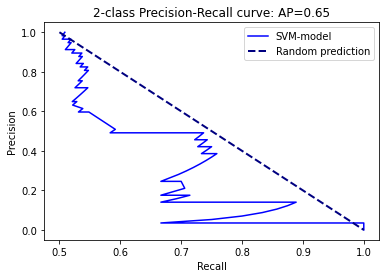 2-class Precision-Recall curve: AP=0.65
SVM-model
Random prediction
Precision
1.0
0.8
0.6
0.4
0.2
0.0
0.5 0.6 0.7 0.8 0.9 1.0
Recall